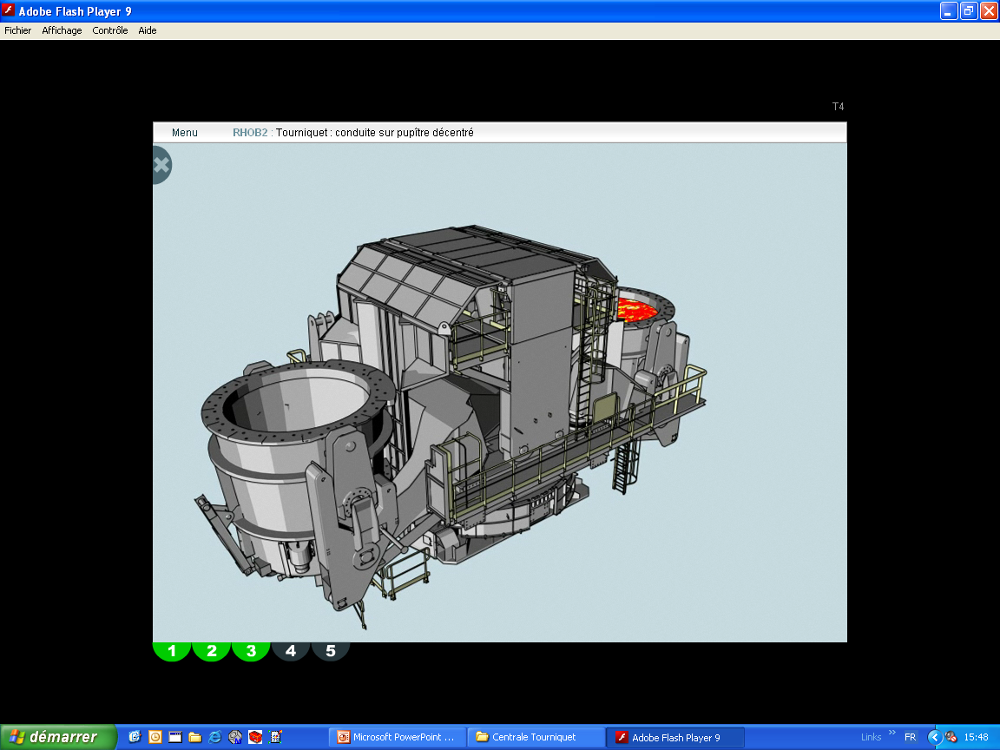 Adobe Flash Player 9
Fichier Affichage Contrôle Aide
T4
Menu RHOB2 : Tourniquet : conduite sur pupître décentré
1 2 3 4 5
démarrer Microsoft PowerPoint ... Centrale Tourniquet Adobe Flash Player 9 Links » FR 15:48